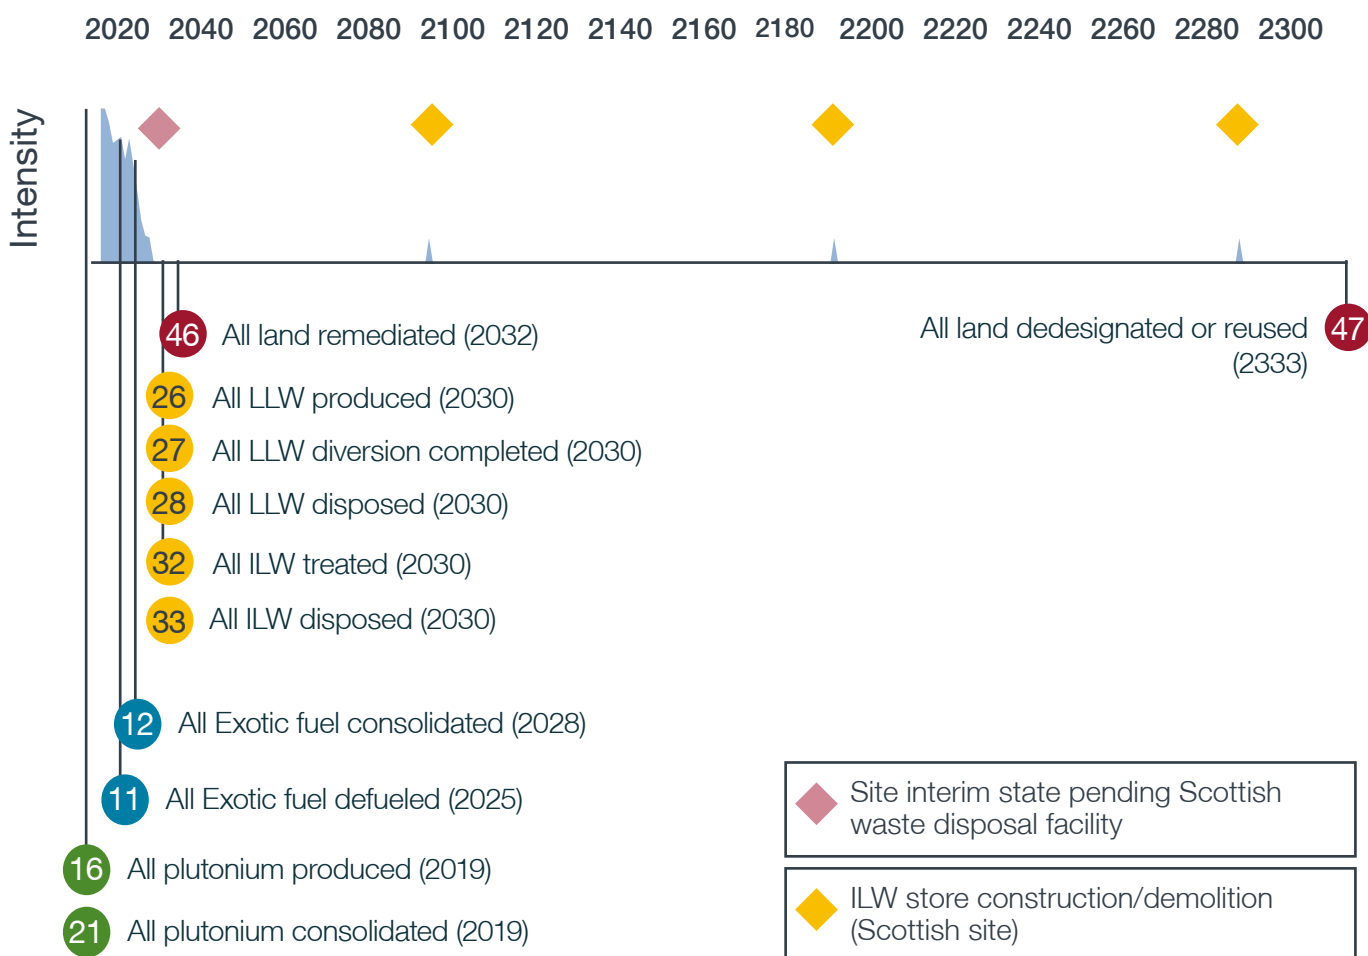 2020 2040 2060 2080 2100 2120 2140 2160 2180 2200 2220 2240 2260 2280 2300
Intensity
46 All land remediated (2032)
All land dedesignated or reused 47
(2333)
26 All LLW produced (2030)
27 All LLW diversion completed (2030)
28 All LLW disposed (2030)
32 All ILW treated (2030)
33 All ILW disposed (2030)
12 All Exotic fuel consolidated (2028)
11 All Exotic fuel defueled (2025)
16 All plutonium produced (2019)
21 All plutonium consolidated (2019)
Site interim state pending Scottish
waste disposal facility
ILW store construction/demolition
(Scottish site)